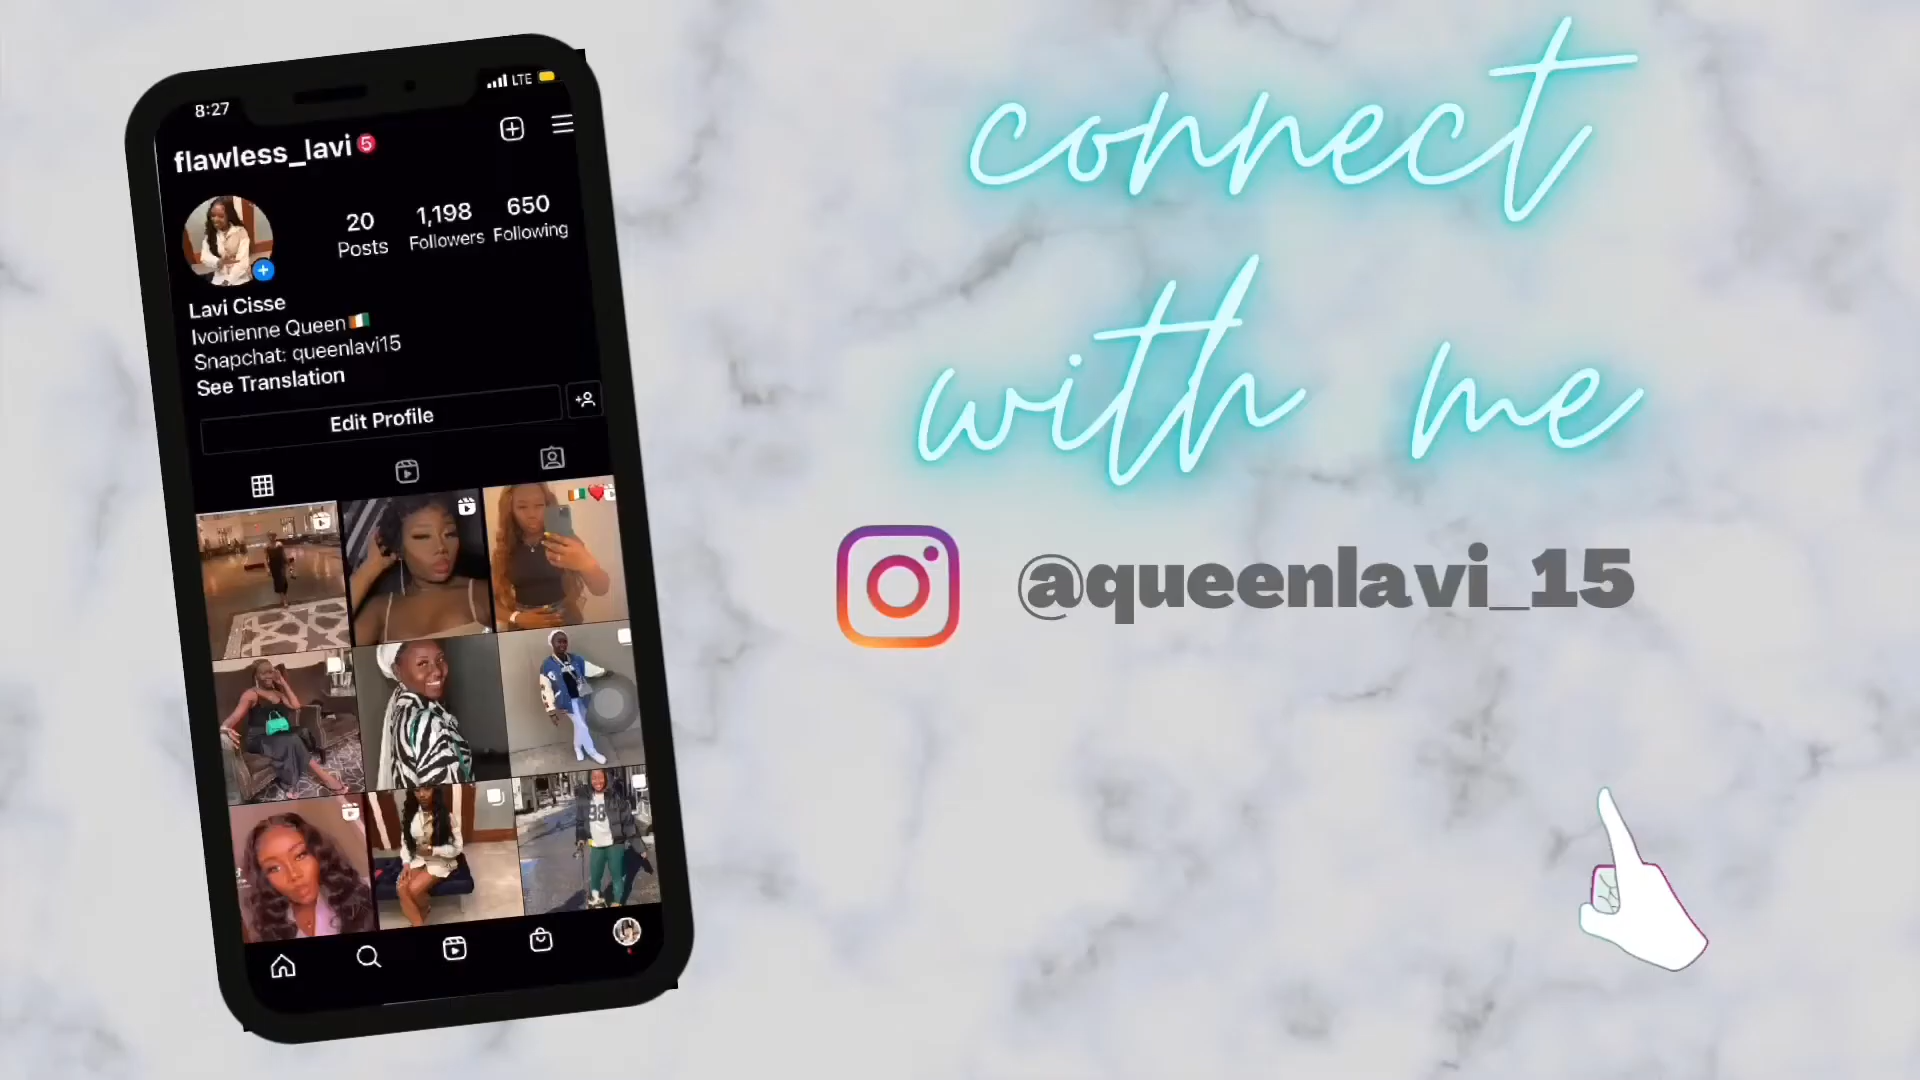 8:27
LTE
flawless_lavi 5
20
Posts
1,198
Followers
650
Following
Lavi Cisse
Ivoirienne Queen🇨🇮
Snapchat: queenlavi15
See Translation
Edit Profile
98
connect
with me
@queenlavi_15